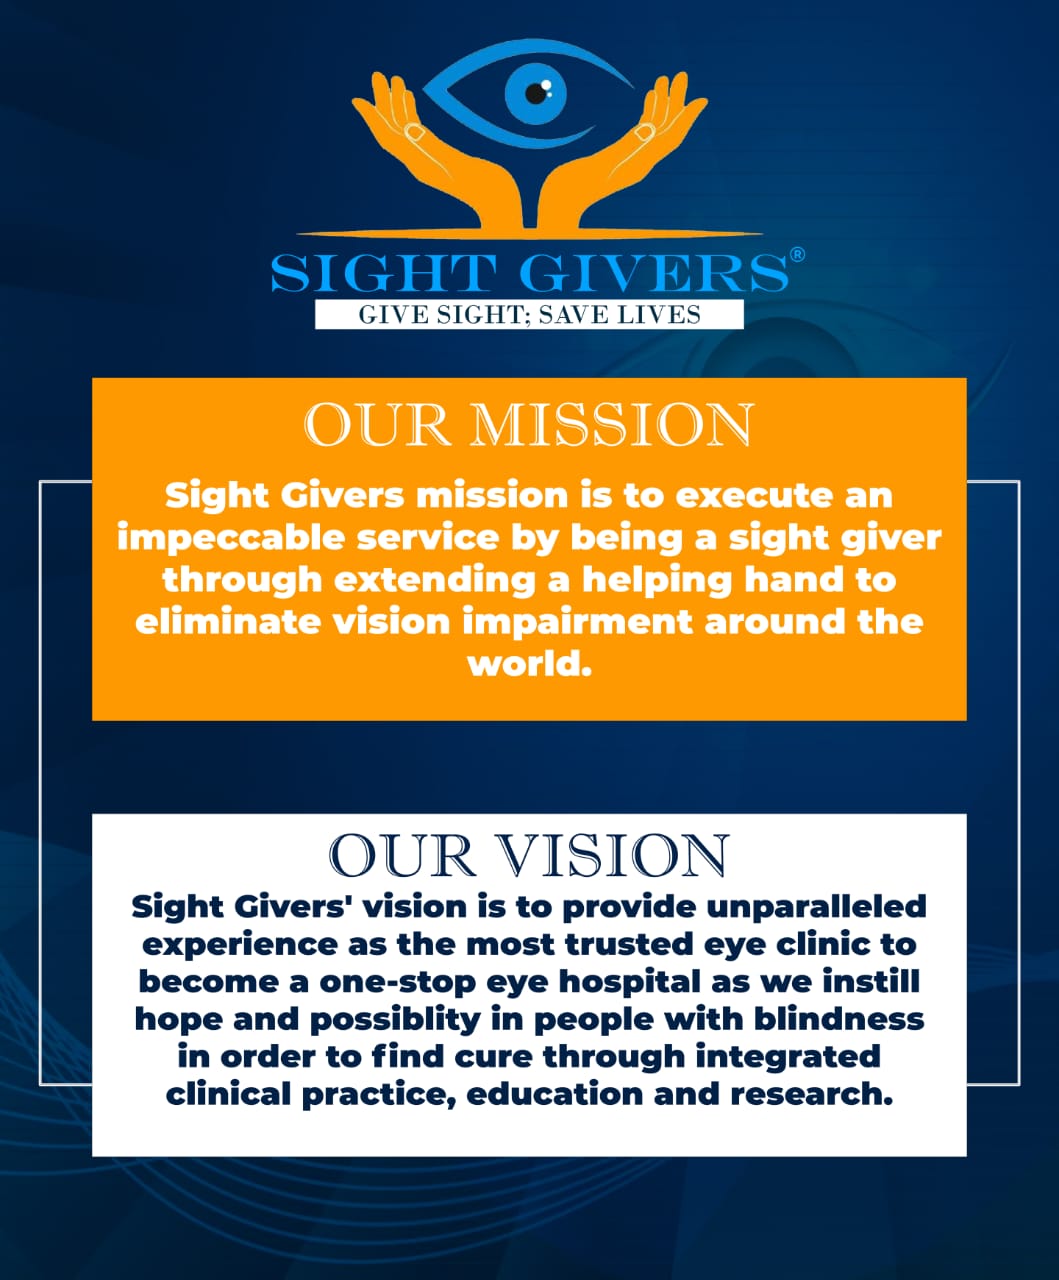 SIGHT GIVERS®
GIVE SIGHT; SAVE LIVES
OUR MISSION
Sight Givers mission is to execute an
impeccable service by being a sight giver
through extending a helping hand to
eliminate vision impairment around the
world.
OUR VISION
Sight Givers' vision is to provide unparalleled
experience as the most trusted eye clinic to
become a one-stop eye hospital as we instill
hope and possiblity in people with blindness
in order to find cure through integrated
clinical practice, education and research.